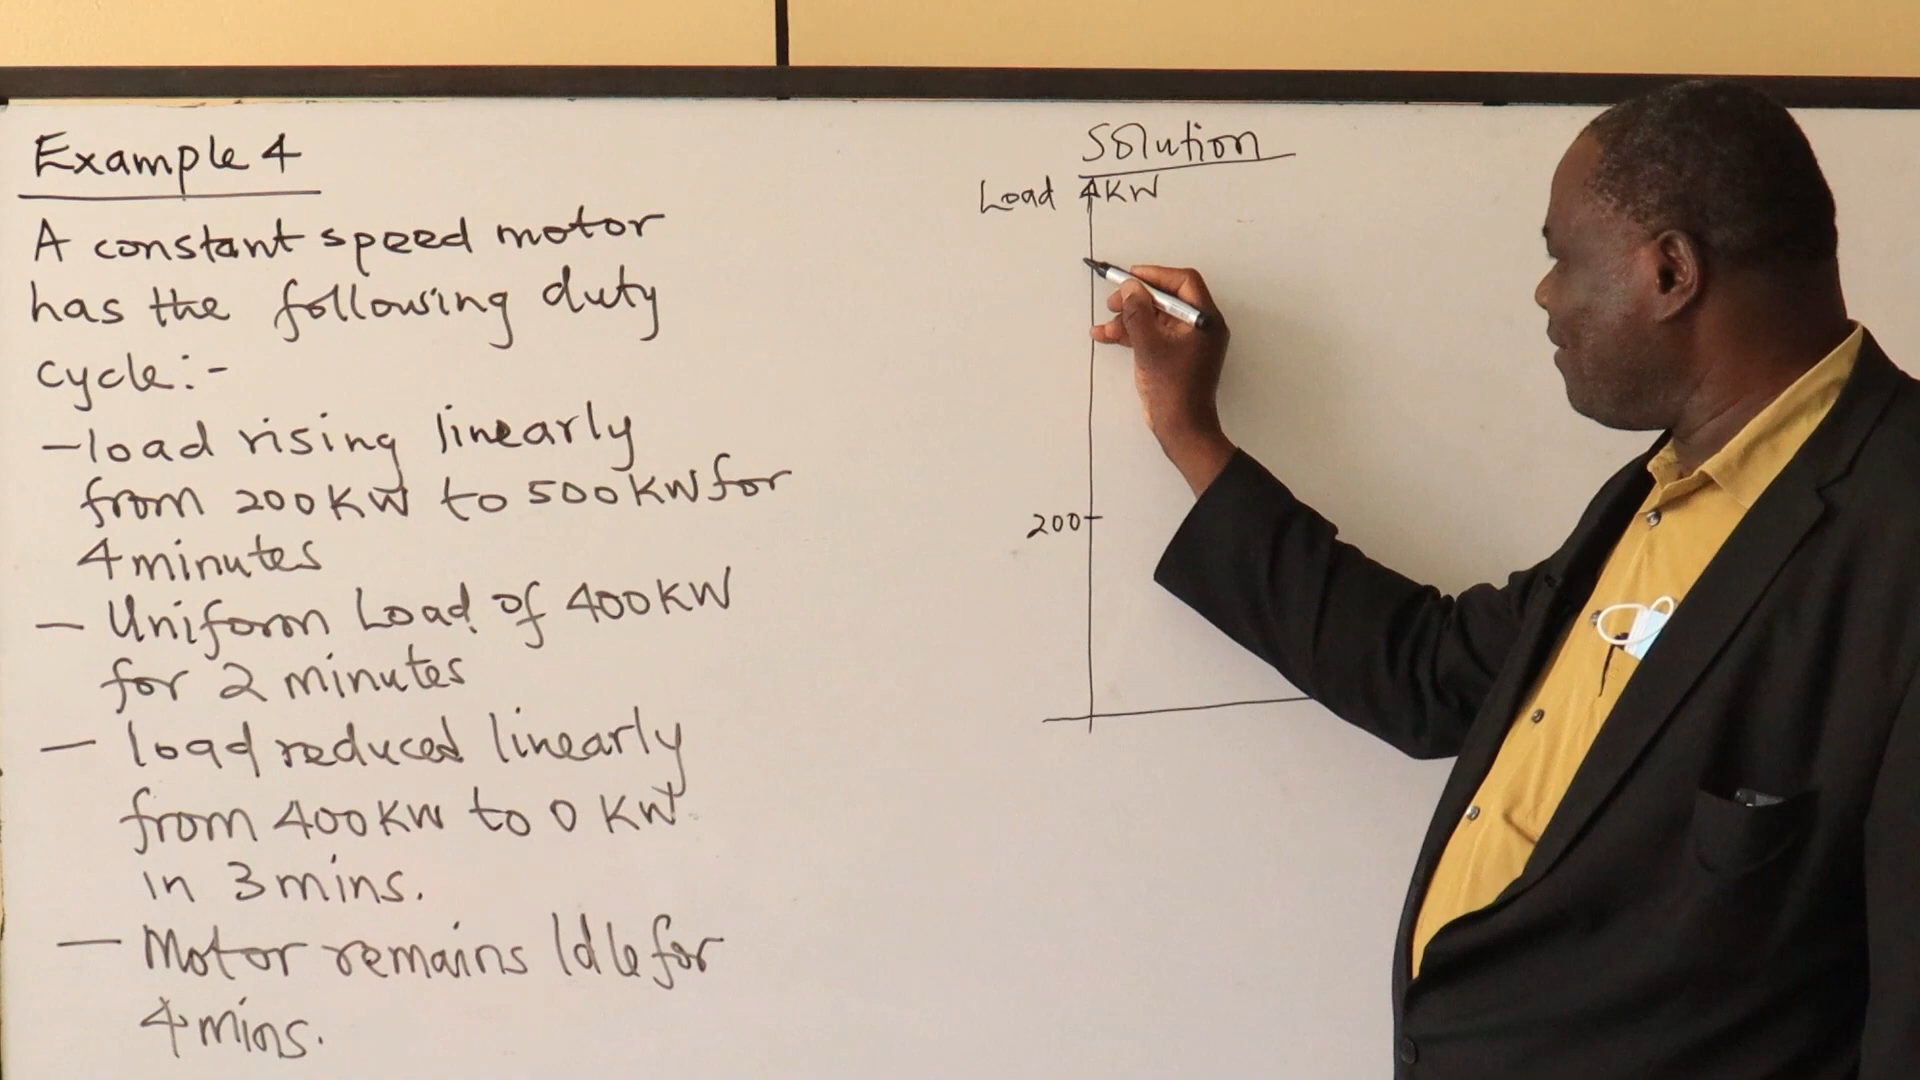 Example 4
A constant speed motor
has the following duty
cycle:-
- load rising linearly
from 200KW to 500KW for
4 minutes
- Uniform Load of 400KW
for 2 minutes
- load reduced linearly
from 400KW to 0 KW
in 3 mins.
- Motor remains Idle for
4 mins.
Solution
Load KW
200